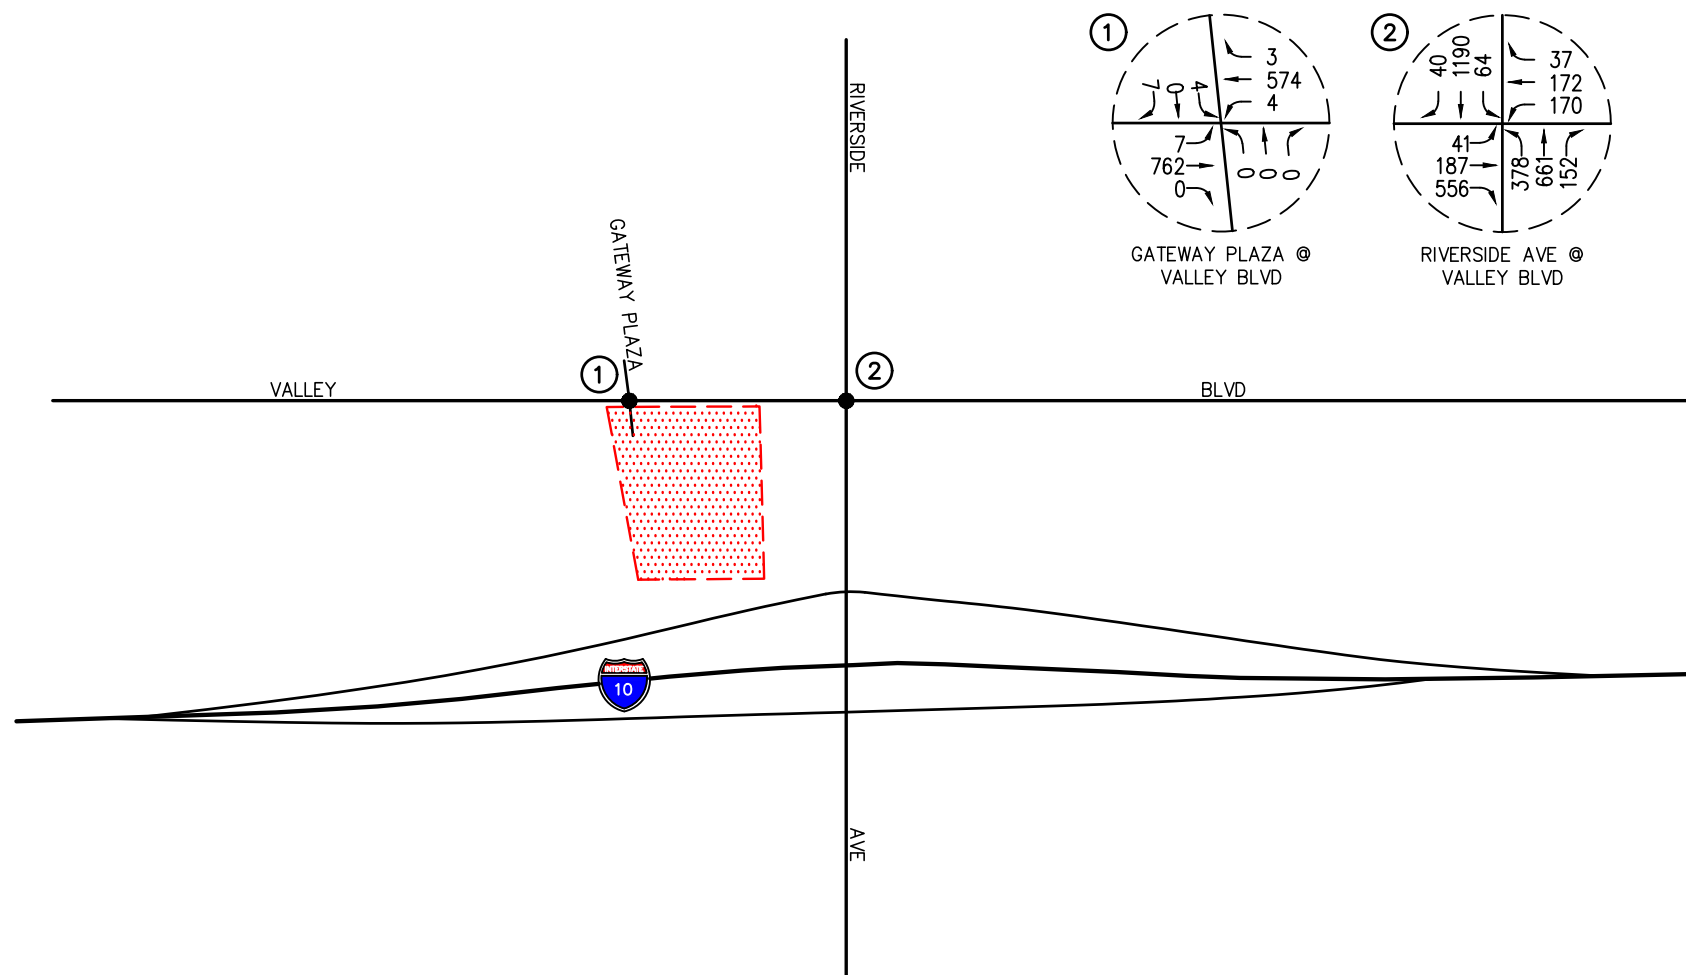 1
2
3
574
4
7
0
4
7
762
0
0
0
0
GATEWAY PLAZA @
VALLEY BLVD
40
1190
64
37
172
170
41
187
556
378
661
152
RIVERSIDE AVE @
VALLEY BLVD
RIVERSIDE
GATEWAY PLAZA
1
2
VALLEY
BLVD
INTERSTATE
10
AVE